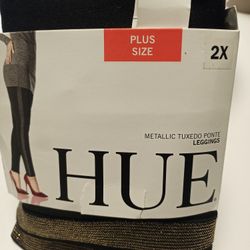 PLUS
SIZE
2X
METALLIC TUXEDO PONTE
LEGGINGS
HUE